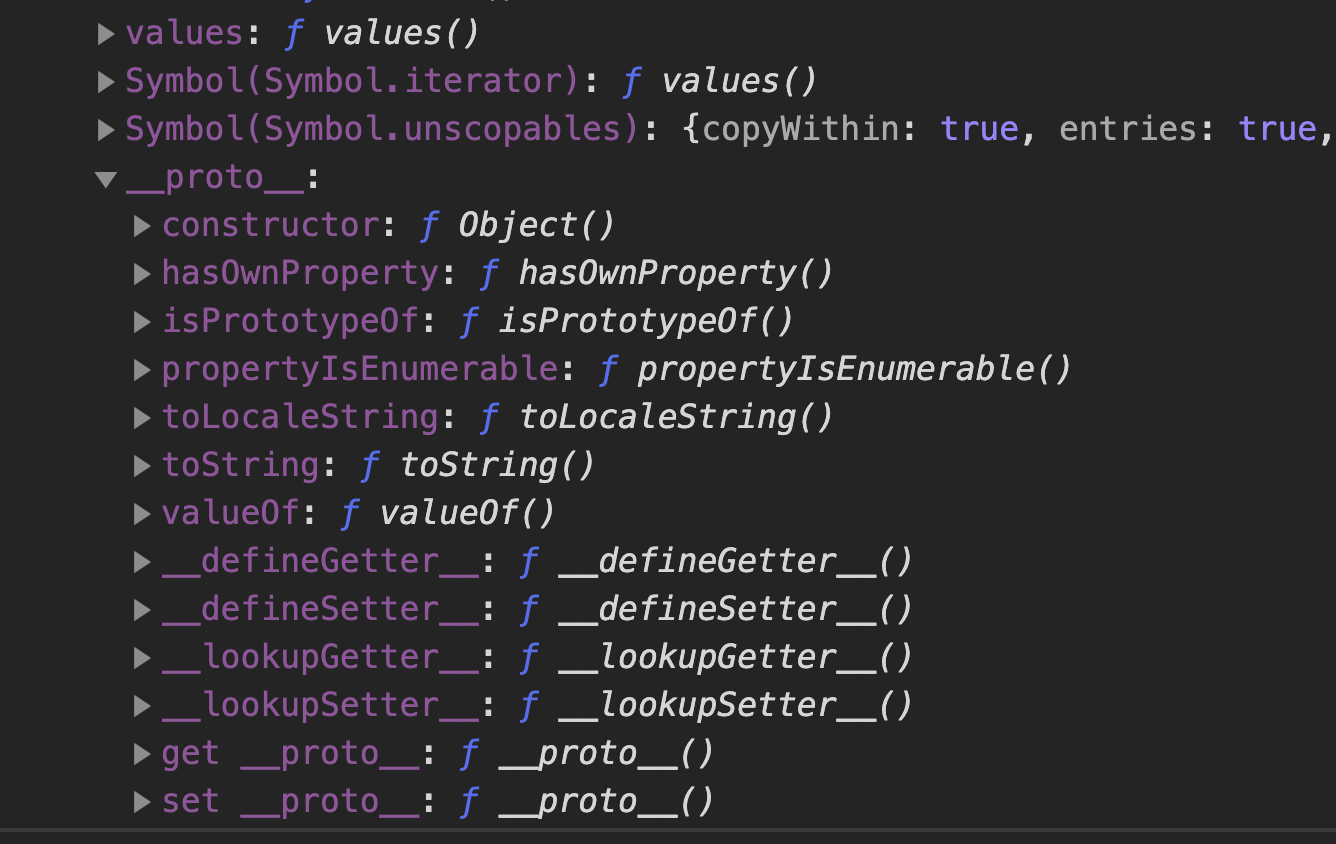 values: ƒ values()
Symbol(Symbol.iterator): ƒ values()
Symbol(Symbol.unscopables): {copyWithin: true, entries: true,
__proto__:
constructor: ƒ Object()
hasOwnProperty: ƒ hasOwnProperty()
isPrototypeOf: ƒ isPrototypeOf()
propertyIsEnumerable: ƒ propertyIsEnumerable()
toLocaleString: ƒ toLocaleString()
toString: ƒ toString()
valueOf: ƒ valueOf()
__defineGetter__: ƒ __defineGetter__()
__defineSetter__: ƒ __defineSetter__()
__lookupGetter__: ƒ __lookupGetter__()
__lookupSetter__: ƒ __lookupSetter__()
get __proto__: ƒ __proto__()
set __proto__: ƒ __proto__()